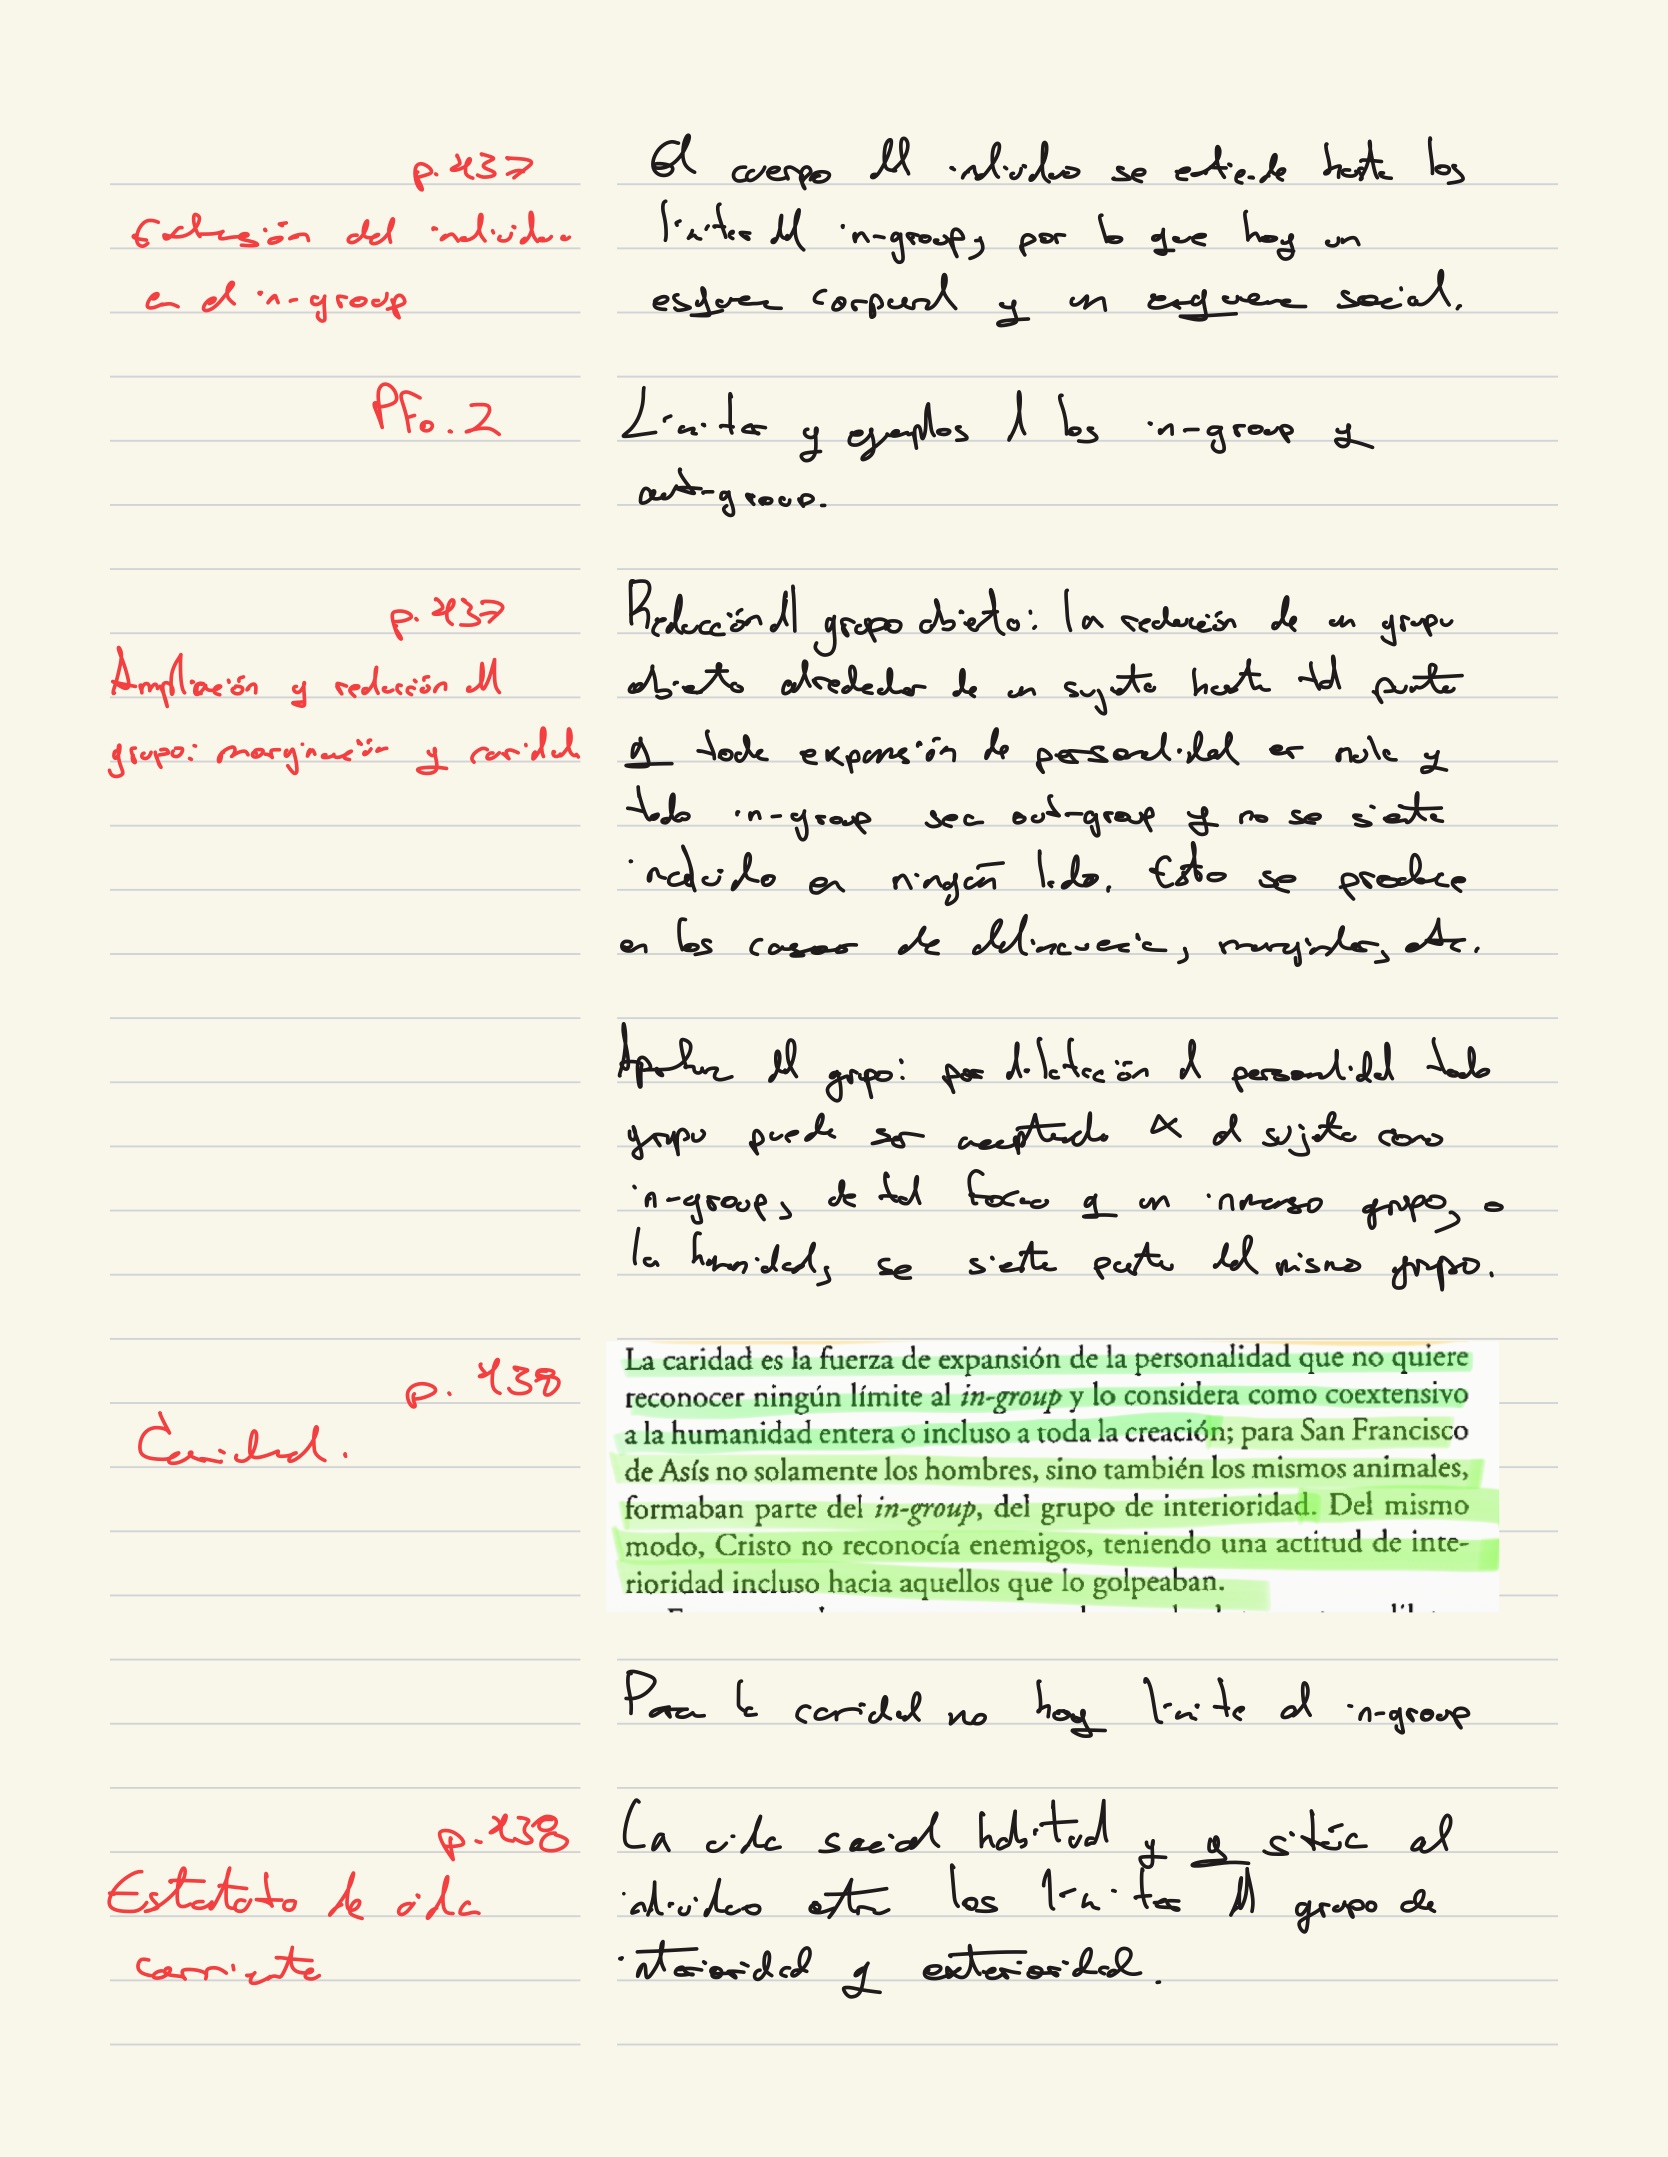 p. 437
Extensión del individuo
en el in-group
El cuerpo del individuo se extiende hasta los
límites del in-group, por lo que hay un
esquema corporal y un esquema social.
Pfo. 2
Límites y ejemplos d los in-group y
out-group.
p. 437
Ampliación y reducción del
grupo: marginación y caridad
Reducción del grupo abierto: la reducción de un grupo
abierto alrededor de un sujeto hasta tal punto
q toda expansión de personalidad es nula y
todo in-group sea out-group y no se siente
incluido en ningún lado. Esto se produce
en los casos de delincuencia, marginales, etc.
Apertura del grupo: por dilatación d personalidad todo
grupo puede ser aceptado x el sujeto como
in-group, de tal forma q un inmenso grupo, o
la humanidad, se siente parte del mismo grupo.
p. 438
Caridad.
La caridad es la fuerza de expansión de la personalidad que no quiere
reconocer ningún límite al in-group y lo considera como coextensivo
a la humanidad entera o incluso a toda la creación; para San Francisco
de Asís no solamente los hombres, sino también los mismos animales,
formaban parte del in-group, del grupo de interioridad. Del mismo
modo, Cristo no reconocía enemigos, teniendo una actitud de inte-
rioridad incluso hacia aquellos que lo golpeaban.
Para la caridad no hay límite al in-group
p. 438
Estatuto de vida
corriente
La vida social habitual y q sitúa al
individuo entre los límites del grupo de
interioridad y exterioridad.